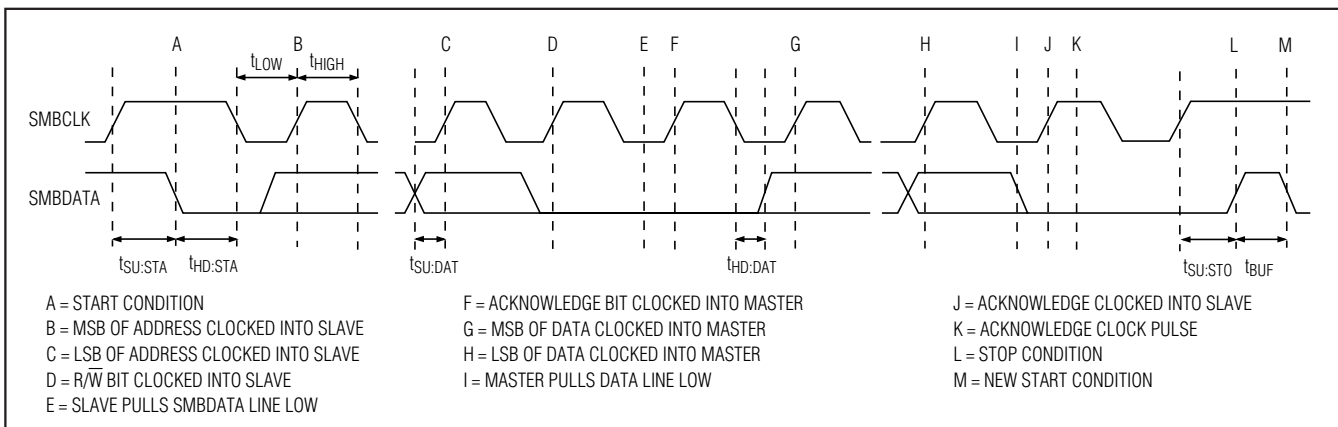 A B C D E F G H I J K L M
tLOW tHIGH
SMBCLK
SMBDATA
tSU:STA tHD:STA tSU:DAT tHD:DAT tSU:STO tBUF
A = START CONDITION
B = MSB OF ADDRESS CLOCKED INTO SLAVE
C = LSB OF ADDRESS CLOCKED INTO SLAVE
D = R/W̅ BIT CLOCKED INTO SLAVE
E = SLAVE PULLS SMBDATA LINE LOW
F = ACKNOWLEDGE BIT CLOCKED INTO MASTER
G = MSB OF DATA CLOCKED INTO MASTER
H = LSB OF DATA CLOCKED INTO MASTER
I = MASTER PULLS DATA LINE LOW
J = ACKNOWLEDGE CLOCKED INTO SLAVE
K = ACKNOWLEDGE CLOCK PULSE
L = STOP CONDITION
M = NEW START CONDITION